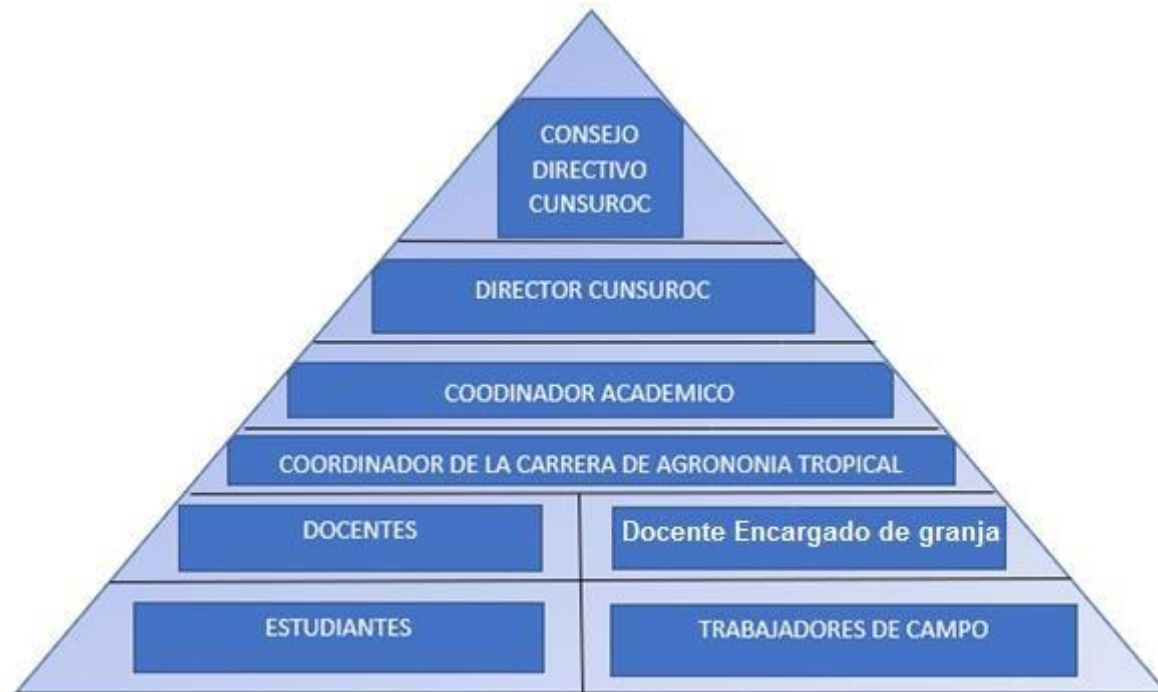 CONSEJO
DIRECTIVO
CUNSUROC
DIRECTOR CUNSUROC
COODINADOR ACADEMICO
COORDINADOR DE LA CARRERA DE AGRONONIA TROPICAL
DOCENTES
Docente Encargado de granja
ESTUDIANTES
TRABAJADORES DE CAMPO